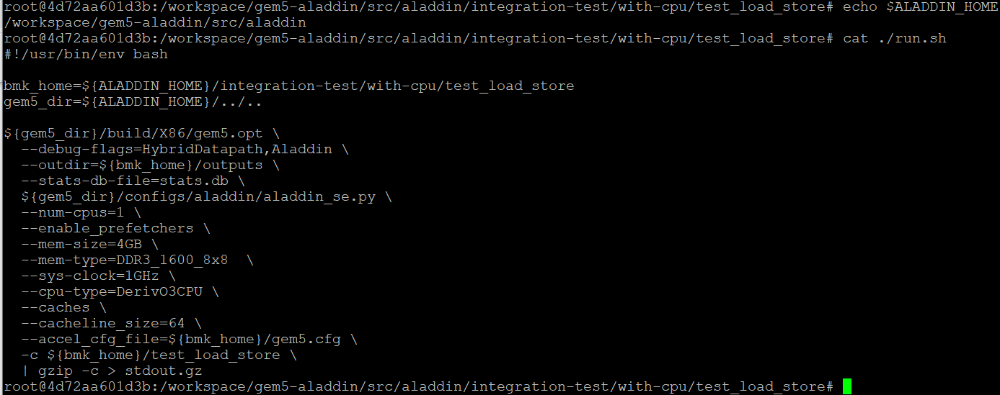 root@4d72aa601d3b:/workspace/gem5-aladdin/src/aladdin/integration-test/with-cpu/test_load_store# echo $ALADDIN_HOME
/workspace/gem5-aladdin/src/aladdin
root@4d72aa601d3b:/workspace/gem5-aladdin/src/aladdin/integration-test/with-cpu/test_load_store# cat ./run.sh
#!/usr/bin/env bash

bmk_home=${ALADDIN_HOME}/integration-test/with-cpu/test_load_store
gem5_dir=${ALADDIN_HOME}/../..

${gem5_dir}/build/X86/gem5.opt \
  --debug-flags=HybridDatapath,Aladdin \
  --outdir=${bmk_home}/outputs \
  --stats-db-file=stats.db \
  ${gem5_dir}/configs/aladdin/aladdin_se.py \
  --num-cpus=1 \
  --enable_prefetchers \
  --mem-size=4GB \
  --mem-type=DDR3_1600_8x8  \
  --sys-clock=1GHz \
  --cpu-type=DerivO3CPU \
  --caches \
  --cacheline_size=64 \
  --accel_cfg_file=${bmk_home}/gem5.cfg \
  -c ${bmk_home}/test_load_store \
  | gzip -c > stdout.gz
root@4d72aa601d3b:/workspace/gem5-aladdin/src/aladdin/integration-test/with-cpu/test_load_store#